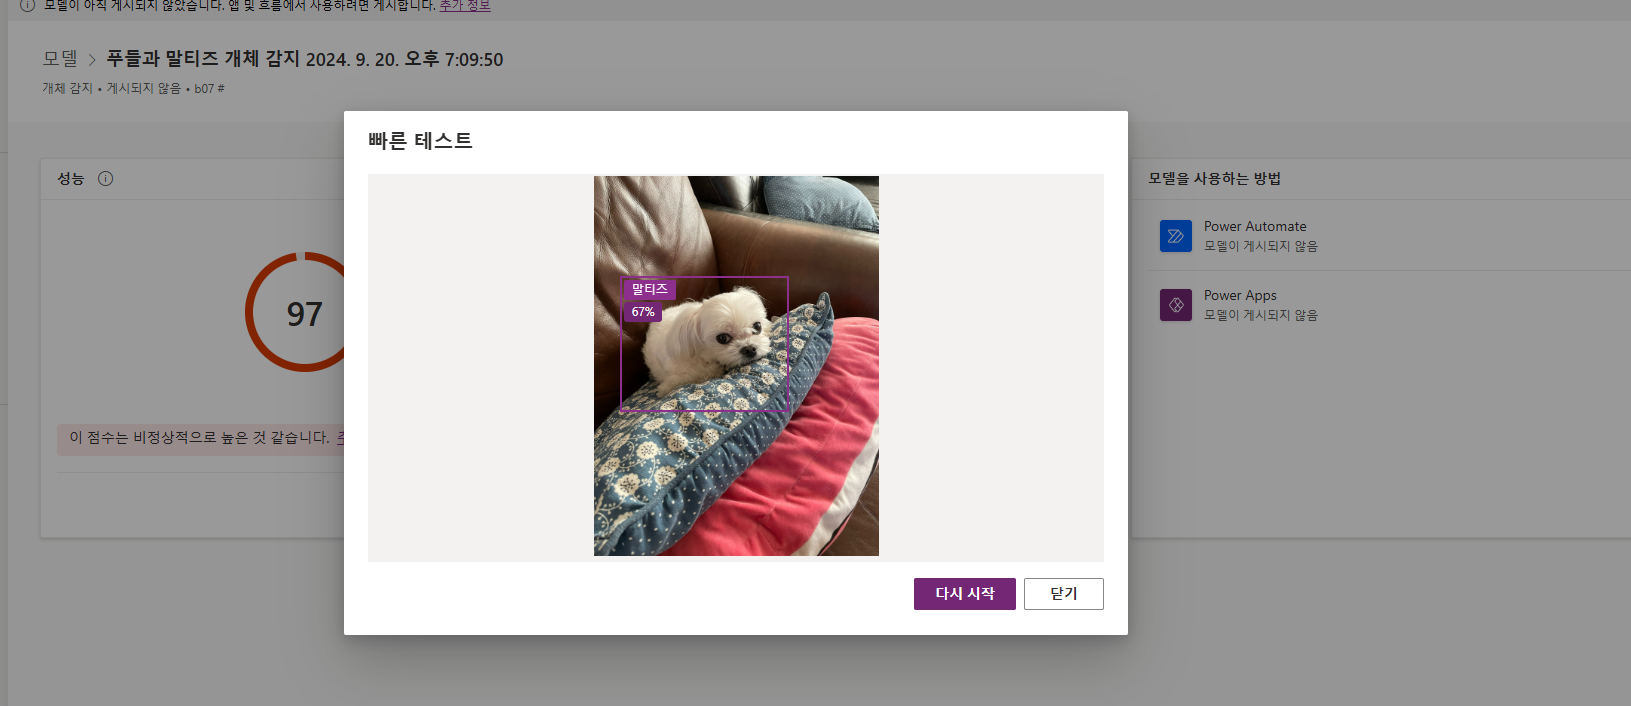 모델이 아직 게시되지 않았습니다. 앱 및 흐름에서 사용하려면 게시합니다. 추가 정보
모델 > 푸들과 말티즈 개체 감지 2024. 9. 20. 오후 7:09:50
개체 감지 • 게시되지 않음 • b07 #
빠른 테스트
성능
모델을 사용하는 방법
Power Automate
모델이 게시되지 않음
말티즈
67%
Power Apps
모델이 게시되지 않음
97
이 점수는 비정상적으로 높은 것 같습니다.
다시 시작
닫기